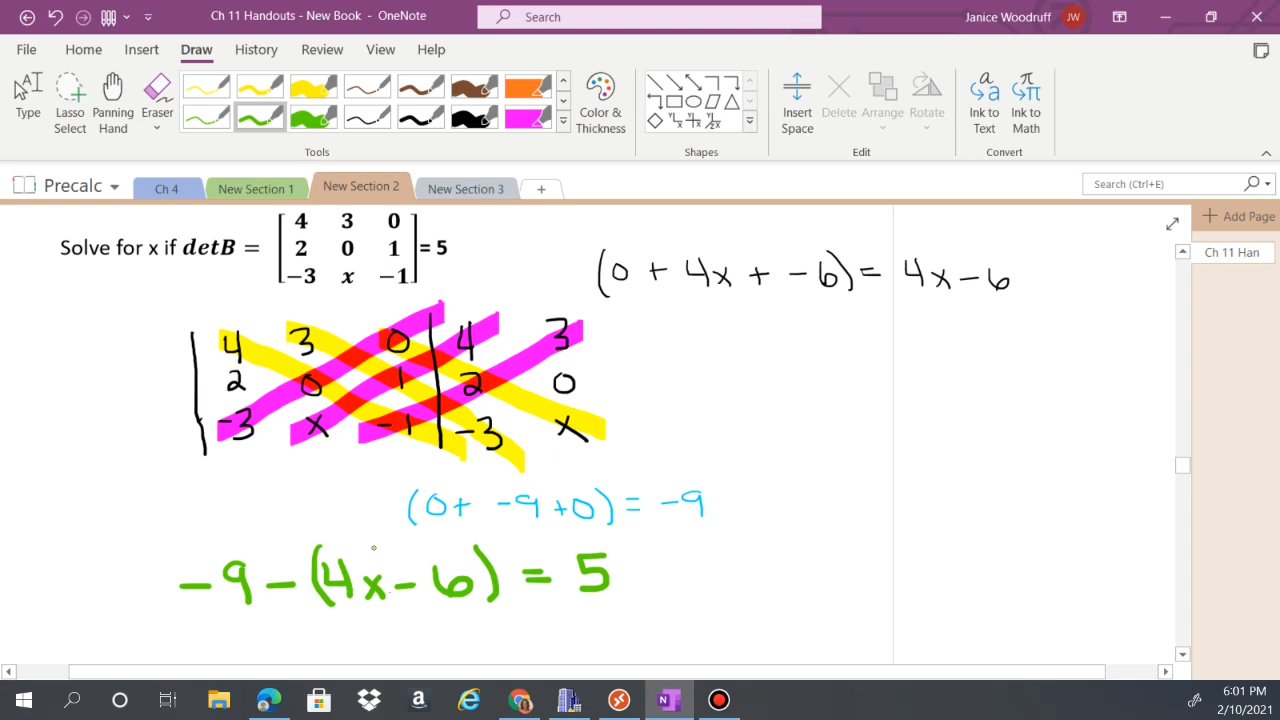 Ch 11 Handouts - New Book - OneNote
Search
Janice Woodruff JW
File Home Insert Draw History Review View Help
Type
Lasso Select
Panning Hand
Eraser
Color & Thickness
Insert Space
Delete
Arrange
Rotate
Ink to Text
Ink to Math
Tools Shapes Edit Convert
Precalc
Ch 4
New Section 1
New Section 2
New Section 3
+
Search (Ctrl+E)
+ Add Page
Ch 11 Han
Solve for x if detB =
4 3 0
2 0 1
−3 x −1
= 5
(0 + 4x + -6) = 4x - 6
4 3 0 4 3
2 0 1 2 0
-3 x -1 -3 x
(0 + -9 + 0) = -9
-9 - (4x - 6) = 5
a
6:01 PM
2/10/2021